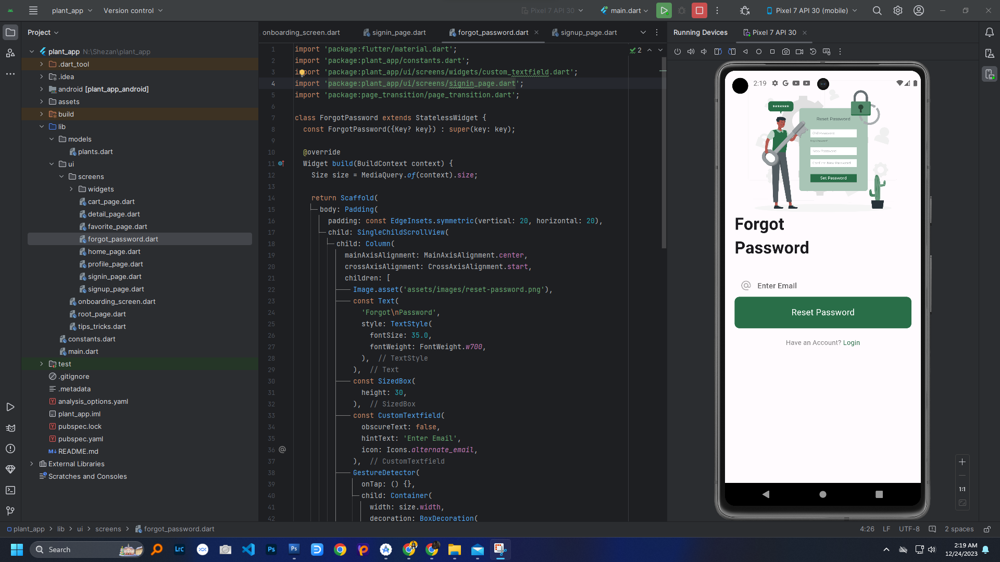 plant_app
Version control
Pixel 7 API 30
main.dart
Pixel 7 API 30 (mobile)
Project
onboarding_screen.dart
signin_page.dart
forgot_password.dart
signup_page.dart
Running Devices
Pixel 7 API 30
plant_app N:\Shezan\plant_app
.dart_tool
.idea
android [plant_app_android]
assets
build
lib
models
plants.dart
ui
screens
widgets
cart_page.dart
detail_page.dart
favorite_page.dart
forgot_password.dart
home_page.dart
profile_page.dart
signin_page.dart
signup_page.dart
onboarding_screen.dart
root_page.dart
tips_tricks.dart
constants.dart
main.dart
test
.gitignore
.metadata
analysis_options.yaml
plant_app.iml
pubspec.lock
pubspec.yaml
README.md
External Libraries
Scratches and Consoles
2
1 import 'package:flutter/material.dart';
2 import 'package:plant_app/constants.dart';
3 import 'package:plant_app/ui/screens/widgets/custom_textfield.dart';
4 import 'package:plant_app/ui/screens/signin_page.dart';
5 import 'package:page_transition/page_transition.dart';
6
7 class ForgotPassword extends StatelessWidget {
8 const ForgotPassword({Key? key}) : super(key: key);
9
10 @override
11 Widget build(BuildContext context) {
12 Size size = MediaQuery.of(context).size;
13
14 return Scaffold(
15 body: Padding(
16 padding: const EdgeInsets.symmetric(vertical: 20, horizontal: 20),
17 child: SingleChildScrollView(
18 child: Column(
19 mainAxisAlignment: MainAxisAlignment.center,
20 crossAxisAlignment: CrossAxisAlignment.start,
21 children: [
22 Image.asset('assets/images/reset-password.png'),
23 const Text(
24 'Forgot\nPassword',
25 style: TextStyle(
26 fontSize: 35.0,
27 fontWeight: FontWeight.w700,
28 ), // TextStyle
29 ), // Text
30 const SizedBox(
31 height: 30,
32 ), // SizedBox
33 const CustomTextfield(
34 obscureText: false,
35 hintText: 'Enter Email',
36 icon: Icons.alternate_email,
37 ), // CustomTextfield
38 GestureDetector(
39 onTap: () {},
40 child: Container(
41 width: size.width,
42 decoration: BoxDecoration(
2:19
*******
Reset Password
Old Password
Forgot Password?
New Password
Confirm New Password
Set Password
Forgot
Password
Enter Email
Reset Password
Have an Account? Login
1:1
plant_app > lib > ui > screens > forgot_password.dart
4:26 LF UTF-8 2 spaces
Search
Lrc
Ps
Ps
2:19 AM
12/24/2023